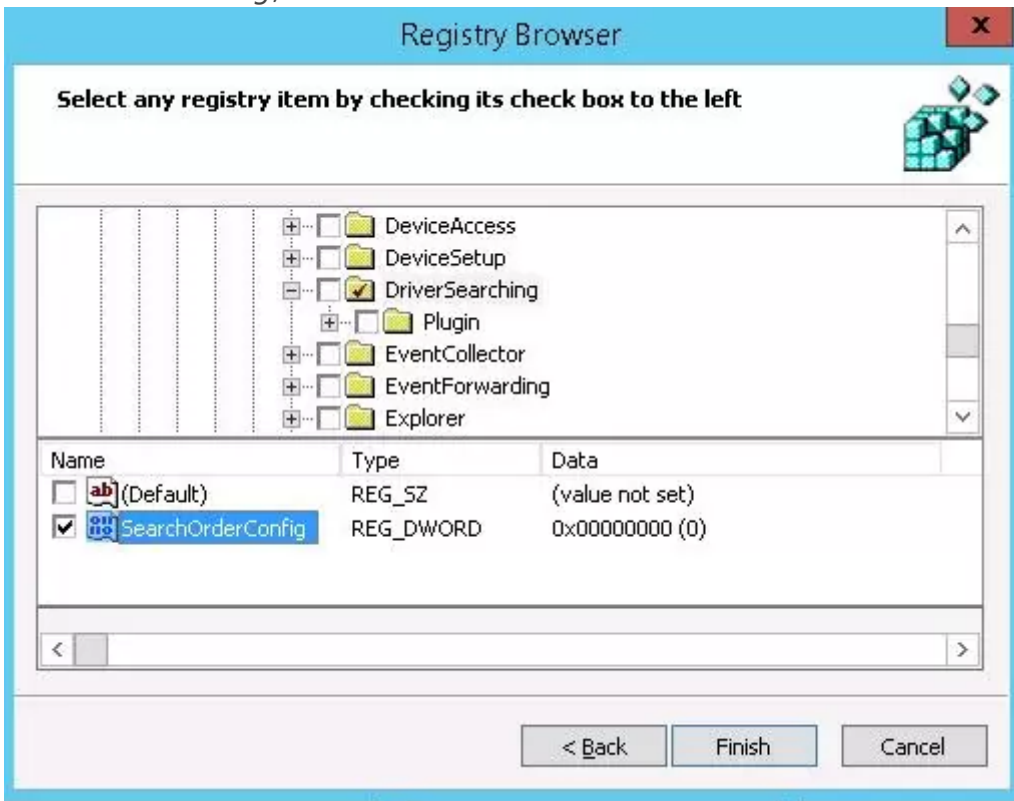 Registry Browser
x
Select any registry item by checking its check box to the left
DeviceAccess
DeviceSetup
DriverSearching
Plugin
EventCollector
EventForwarding
Explorer
Name Type Data
ab (Default) REG_SZ (value not set)
SearchOrderConfig REG_DWORD 0x00000000 (0)
< Back Finish Cancel